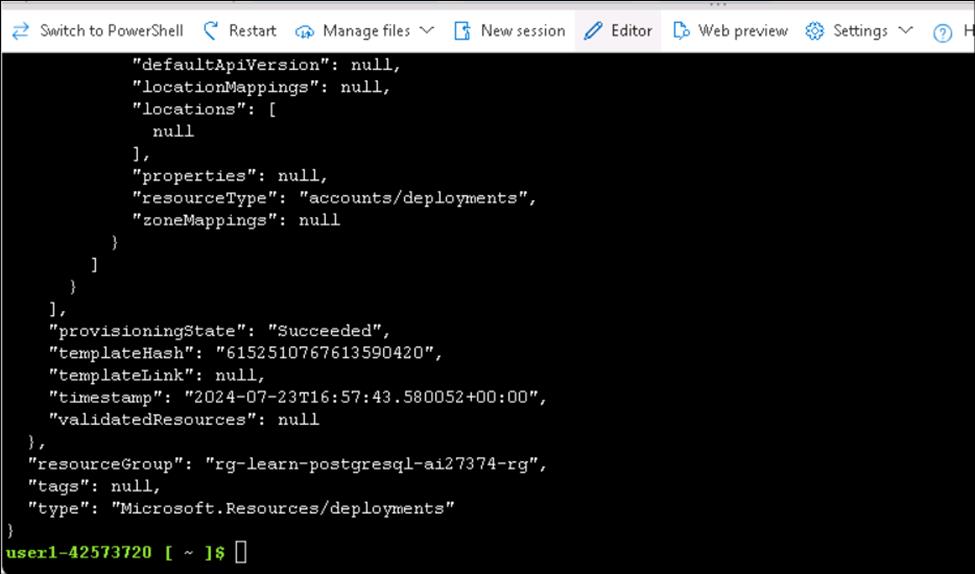 Switch to PowerShell Restart Manage files New session Editor Web preview Settings
"defaultApiVersion": null,
"locationMappings": null,
"locations": [
null
],
"properties": null,
"resourceType": "accounts/deployments",
"zoneMappings": null
}
]
}
],
"provisioningState": "Succeeded",
"templateHash": "6152510767613590420",
"templateLink": null,
"timestamp": "2024-07-23T16:57:43.580052+00:00",
"validatedResources": null
},
"resourceGroup": "rg-learn-postgresql-ai27374-rg",
"tags": null,
"type": "Microsoft.Resources/deployments"
}
user1-42573720 [ ~ ]$